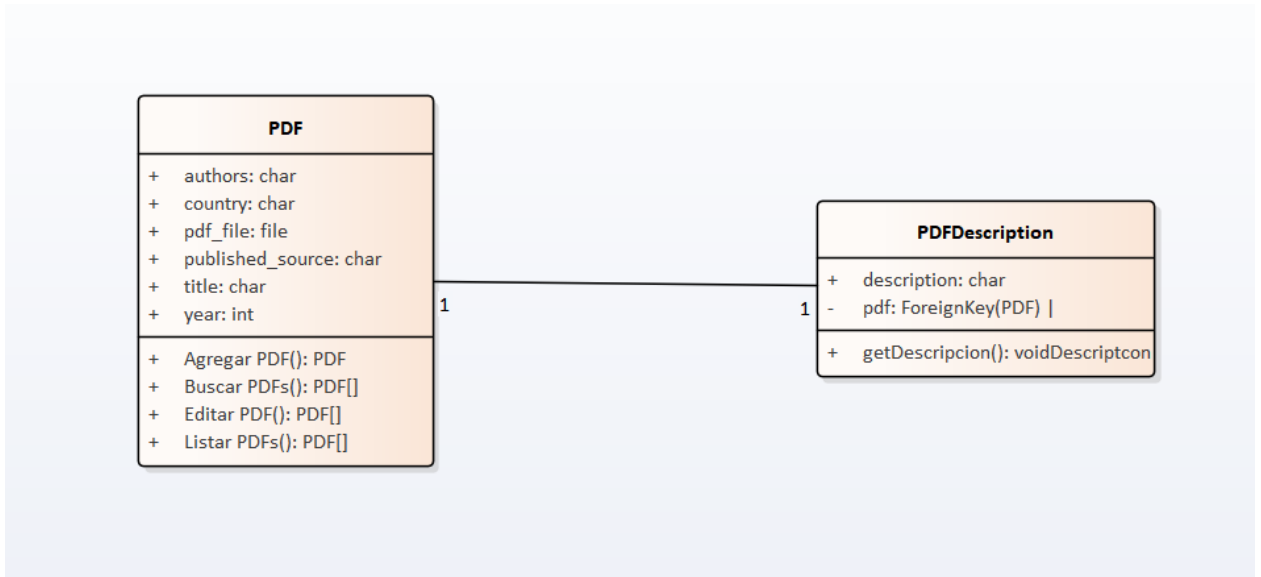 PDF
+ authors: char
+ country: char
+ pdf_file: file
+ published_source: char
+ title: char
+ year: int
+ Agregar PDF(): PDF
+ Buscar PDFs(): PDF[]
+ Editar PDF(): PDF[]
+ Listar PDFs(): PDF[]
1
1
PDFDescription
+ description: char
- pdf: ForeignKey(PDF) |
+ getDescripcion(): voidDescriptcon